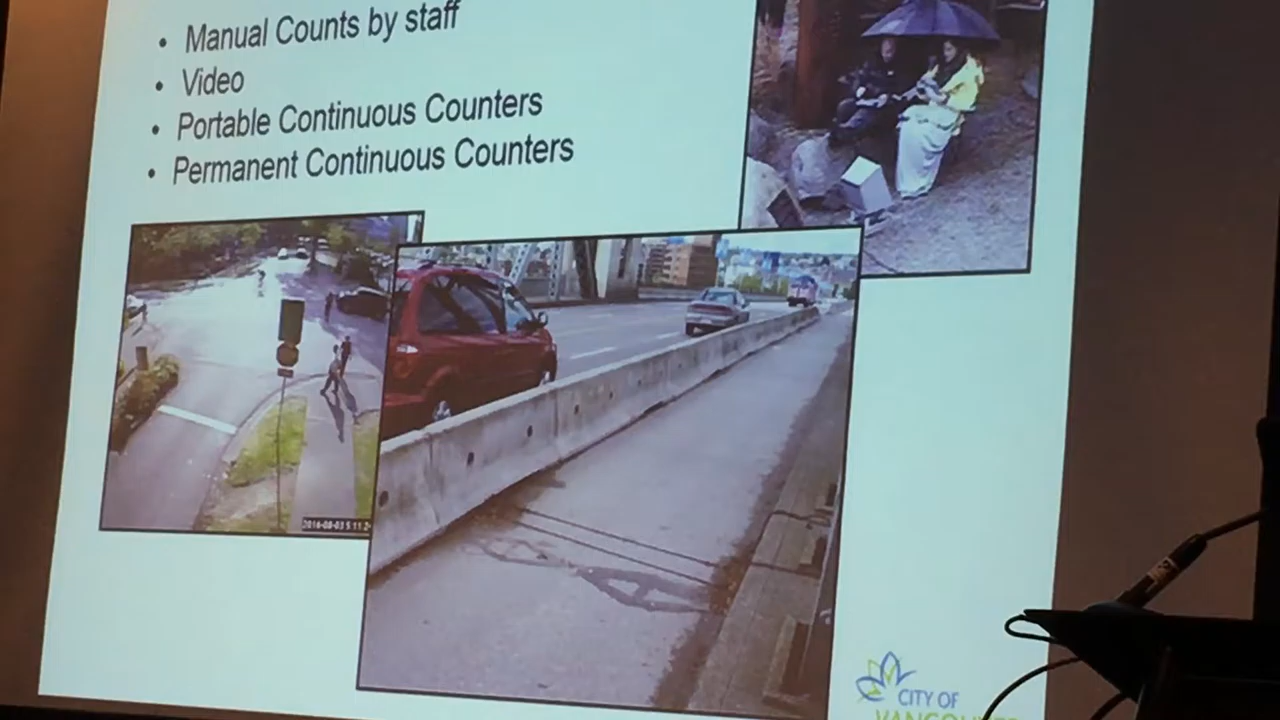 • Manual Counts by staff
• Video
• Portable Continuous Counters
• Permanent Continuous Counters
CITY OF